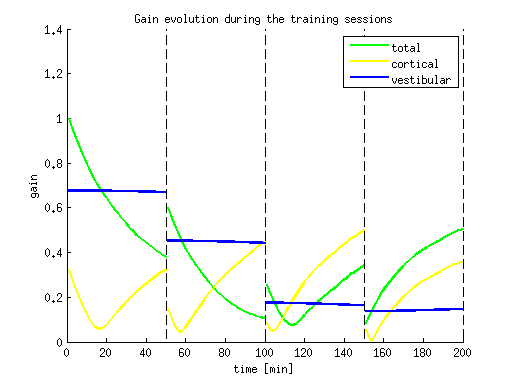 Gain evolution during the training sessions
1.4
1.2
1
0.8
0.6
0.4
0.2
0
gain
total
cortical
vestibular
0 20 40 60 80 100 120 140 160 180 200
time [min]